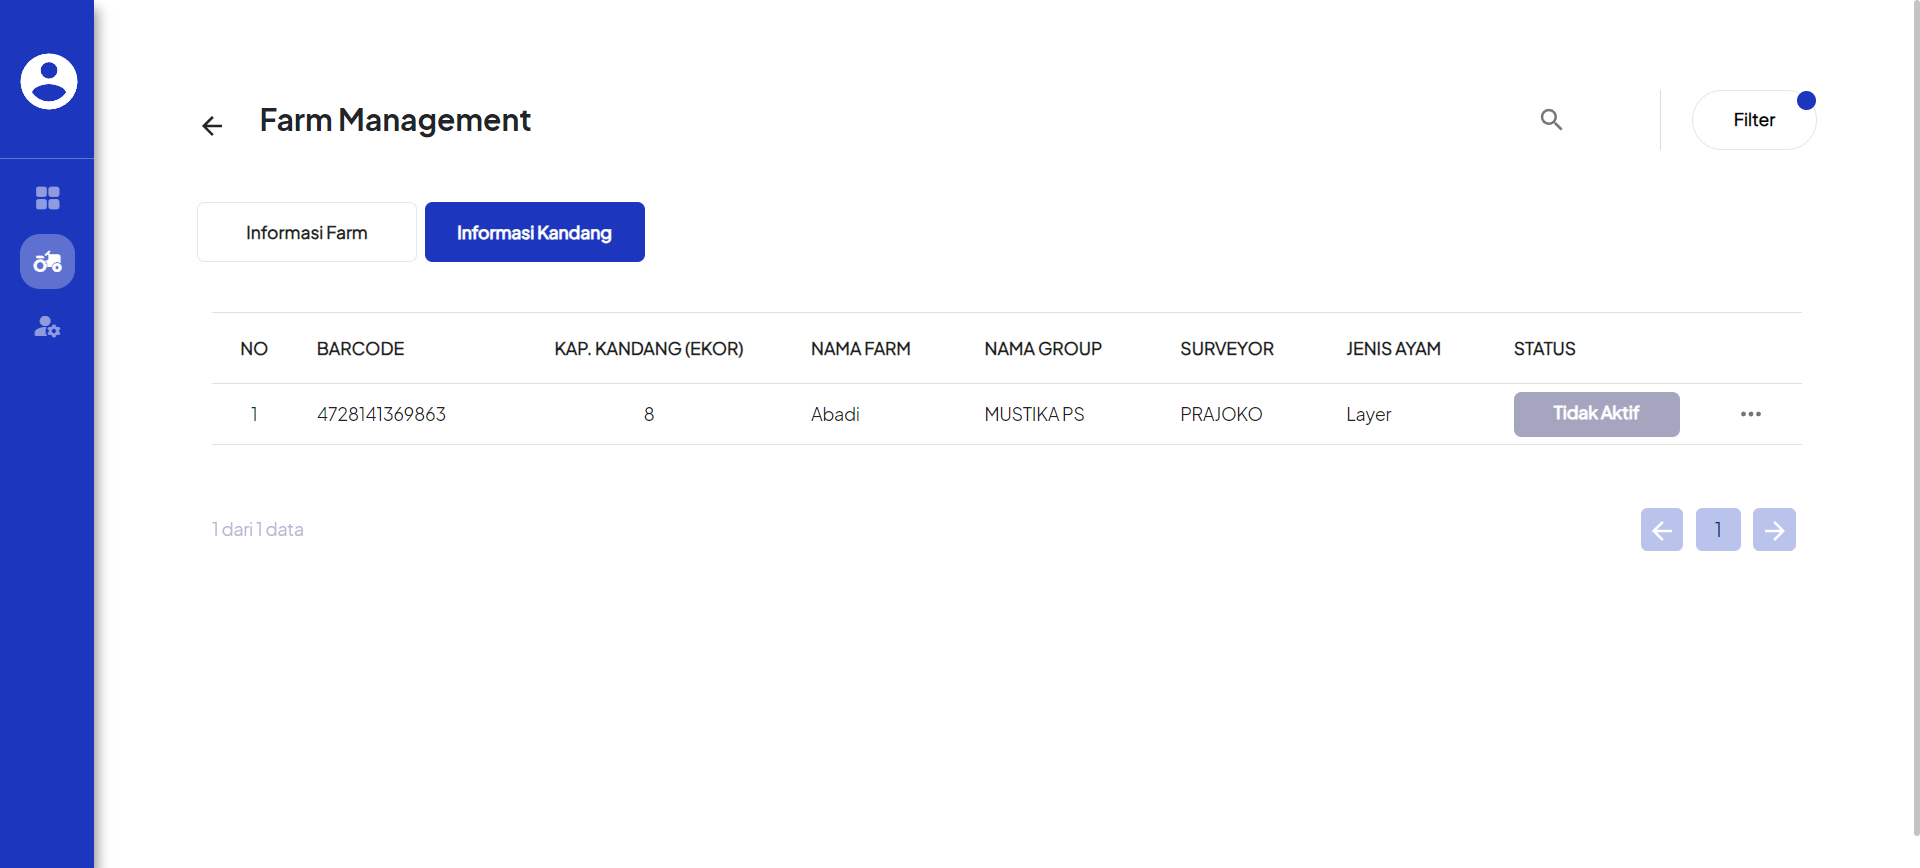 Farm Management
Filter
Informasi Farm
Informasi Kandang
NO BARCODE KAP. KANDANG (EKOR) NAMA FARM NAMA GROUP SURVEYOR JENIS AYAM STATUS
1 4728141369863 8 Abadi MUSTIKA PS PRAJOKO Layer Tidak Aktif
1 dari 1 data
1